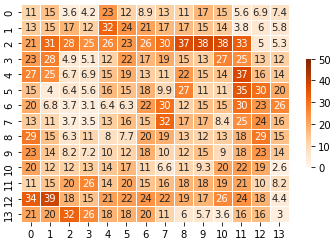 0 11 15 3.6 4.2 23 12 8.9 13 11 17 15 5.6 6.9 7.4
1 13 15 17 12 32 24 21 17 17 15 14 3.8 6 5.8
2 21 31 28 25 26 23 26 30 37 38 38 33 5 5.3
3 23 28 4.9 5.1 12 22 17 19 15 13 27 25 13 12
4 27 25 6.7 6.9 15 19 13 11 22 15 14 37 16 14
5 15 4 6.4 5.6 16 15 18 9.9 27 11 11 35 30 20
6 20 6.8 3.7 3.1 6.4 6.3 22 30 12 15 15 30 23 26
7 13 11 3.7 3.5 13 16 15 32 17 17 8.4 25 24 16
8 29 15 6.3 11 8 7.7 20 19 13 12 13 18 29 15
9 23 14 8.2 7.2 10 12 18 10 12 15 9 18 23 14
10 20 12 12 13 14 17 11 6.6 11 9.3 20 22 19 2.6
11 11 15 20 26 14 20 15 16 18 18 19 21 10 8.2
12 34 39 18 15 21 22 24 22 19 17 26 24 18 4.4
13 21 20 32 26 18 18 20 11 6 5.7 3.6 16 16 3
0 1 2 3 4 5 6 7 8 9 10 11 12 13
50
40
30
20
10
0